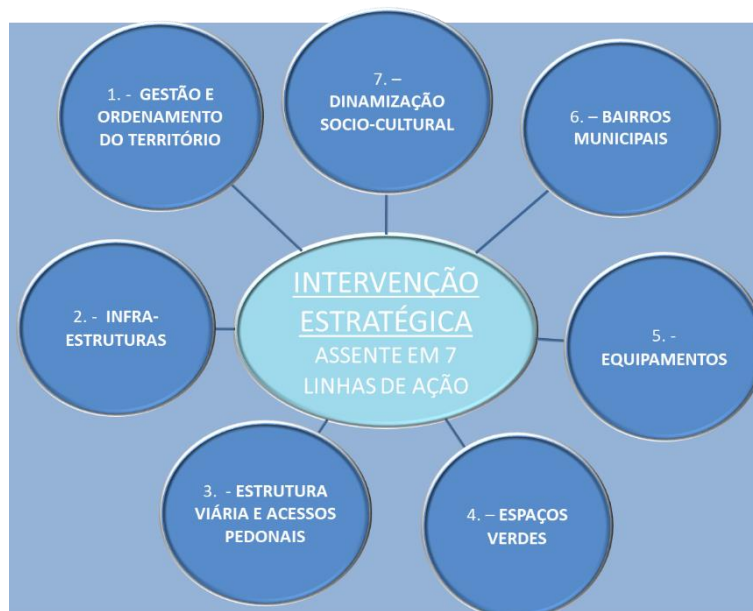 1. - GESTÃO E
ORDENAMENTO
DO TERRITÓRIO
7. –
DINAMIZAÇÃO
SOCIO-CULTURAL
6. – BAIRROS
MUNICIPAIS
INTERVENÇÃO
ESTRATÉGICA
ASSENTE EM 7
LINHAS DE AÇÃO
2. - INFRA-
ESTRUTURAS
5. -
EQUIPAMENTOS
3. - ESTRUTURA
VIÁRIA E ACESSOS
PEDONAIS
4. – ESPAÇOS
VERDES